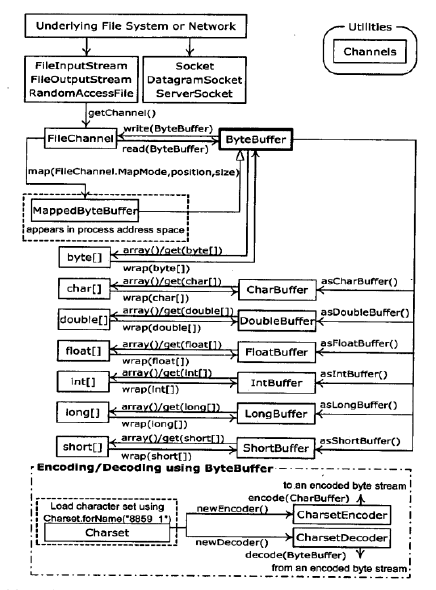 Underlying File System or Network
Utilities
Channels
FileInputStream
FileOutputStream
RandomAccessFile
Socket
DatagramSocket
ServerSocket
getChannel()
write(ByteBuffer)
FileChannel
ByteBuffer
read(ByteBuffer)
map(FileChannel.MapMode,position,size)
MappedByteBuffer
appears in process address space
array()/get(byte[])
byte[]
wrap(byte[])
array()/get(char[])
asCharBuffer()
char[]
CharBuffer
wrap(char[])
array()/get(double[])
asDoubleBuffer()
double[]
DoubleBuffer
wrap(double[])
array()/get(float[])
asFloatBuffer()
float[]
FloatBuffer
wrap(float[])
array()/get(int[])
asIntBuffer()
int[]
IntBuffer
wrap(int[])
array()/get(long[])
asLongBuffer()
long[]
LongBuffer
wrap(long[])
array()/get(short[])
asShortBuffer()
short[]
ShortBuffer
wrap(short[])
Encoding/Decoding using ByteBuffer
to an encoded byte stream
encode(CharBuffer)
Load character set using
Charset.forName("8859_1")
newEncoder()
CharsetEncoder
Charset
newDecoder()
CharsetDecoder
decode(ByteBuffer)
from an encoded byte stream